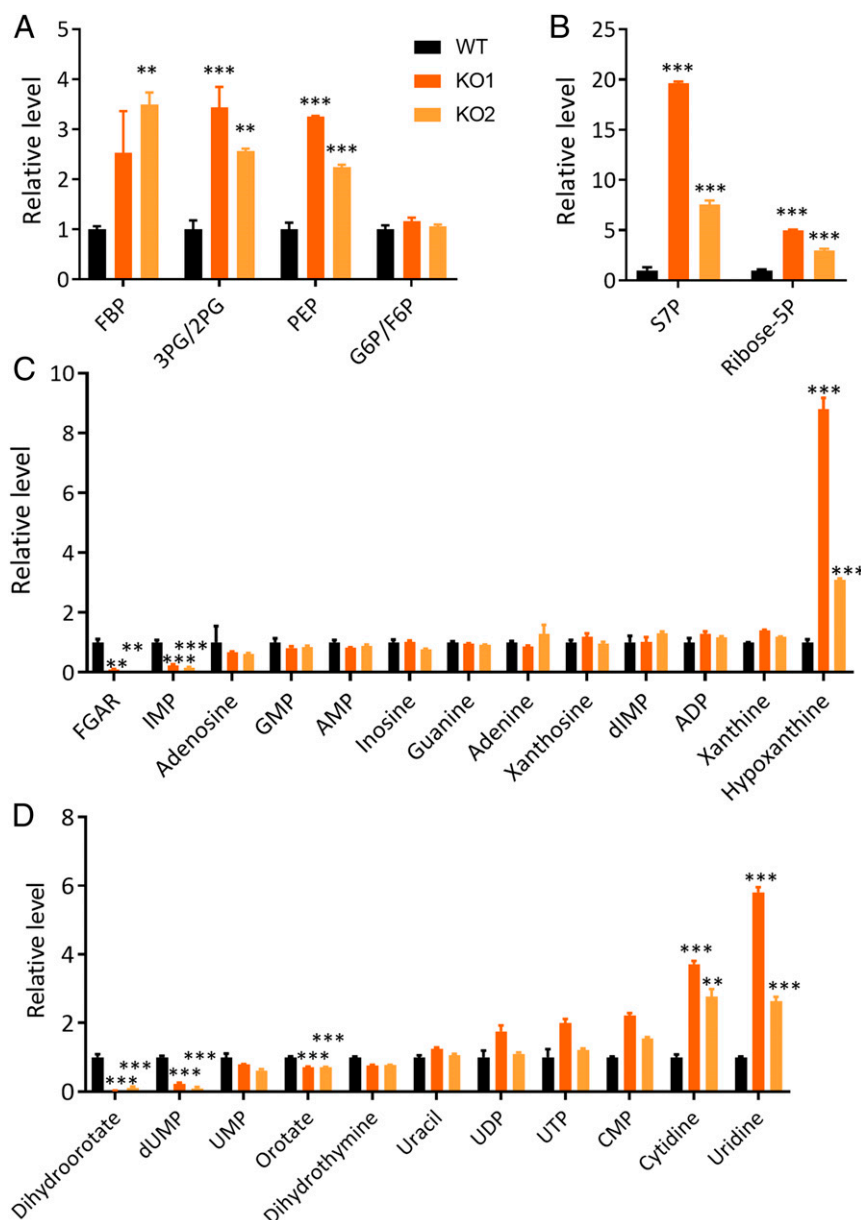 A
Relative level
5
4
3
2
1
0
** *** ** *** ***
FBP 3PG/2PG PEP G6P/F6P
WT
KO1
KO2
B
Relative level
25
20
15
10
5
0
*** *** *** ***
S7P Ribose-5P
C
Relative level
10
8
6
4
2
0
** ** *** *** *** ***
FGAR IMP Adenosine GMP AMP Inosine Guanine Adenine Xanthosine dIMP ADP Xanthine Hypoxanthine
D
Relative level
8
6
4
2
0
*** *** *** *** *** *** *** ** *** ***
Dihydroorotate dUMP UMP Orotate Dihydrothymine Uracil UDP UTP CMP Cytidine Uridine